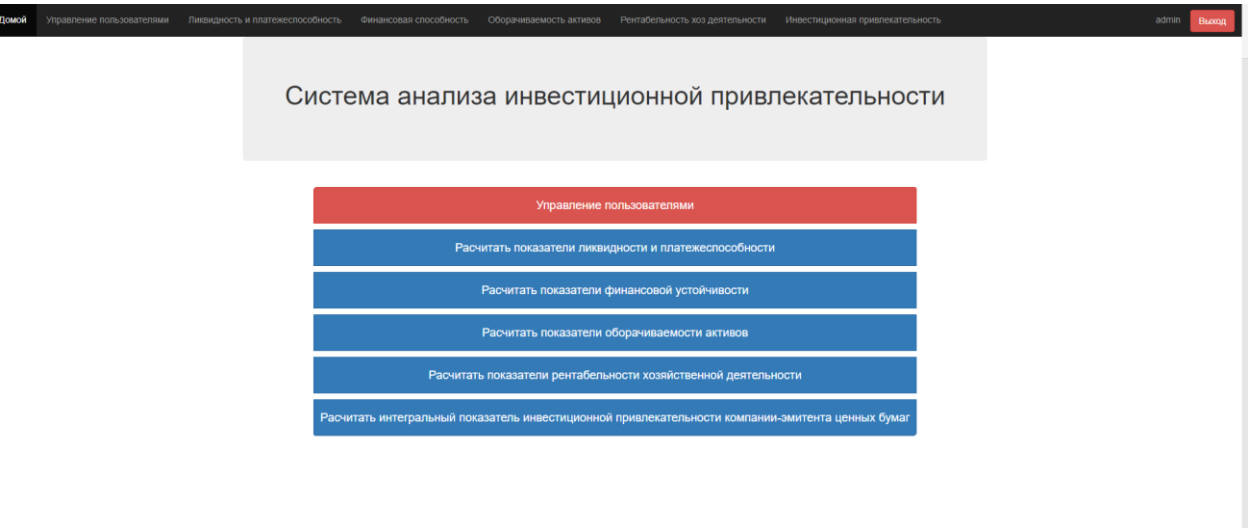 Домой Управление пользователями Ликвидность и платежеспособность Финансовая способность Оборачиваемость активов Рентабельность хоз деятельности Инвестиционная привлекательность admin Выход
Система анализа инвестиционной привлекательности
Управление пользователями
Расчитать показатели ликвидности и платежеспособности
Расчитать показатели финансовой устойчивости
Расчитать показатели оборачиваемости активов
Расчитать показатели рентабельности хозяйственной деятельности
Расчитать интегральный показатель инвестиционной привлекательности компании-эмитента ценных бумаг